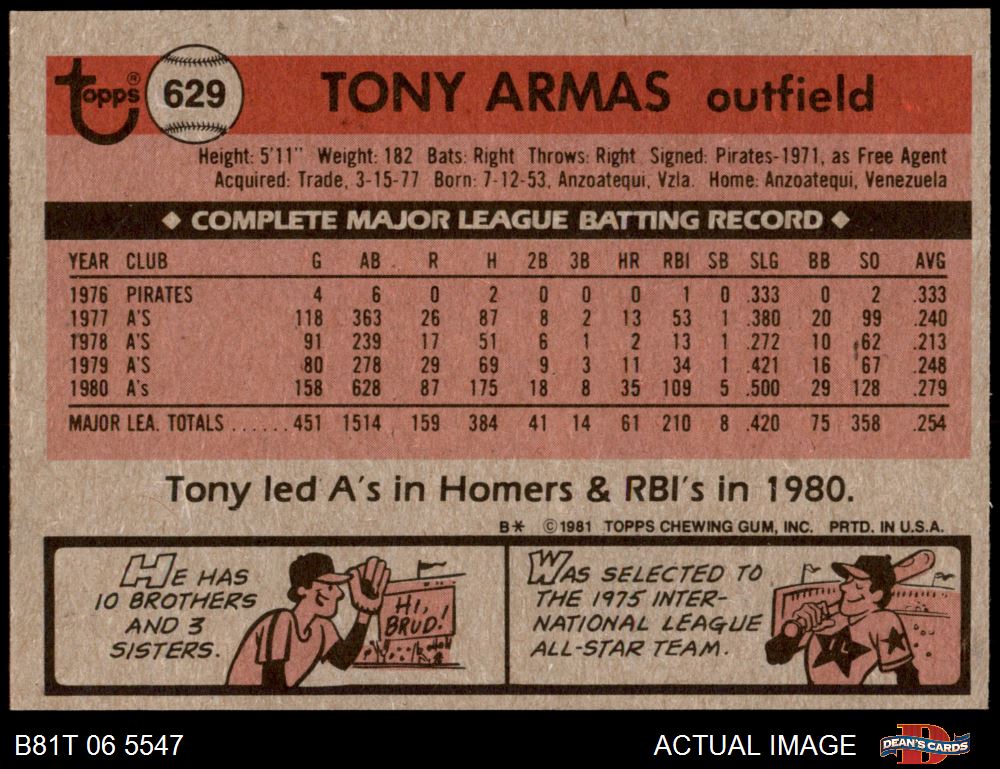 topps® 629 TONY ARMAS outfield
Height: 5'11" Weight: 182 Bats: Right Throws: Right Signed: Pirates-1971, as Free Agent
Acquired: Trade, 3-15-77 Born: 7-12-53, Anzoatequi, Vzla. Home: Anzoatequi, Venezuela
◆ COMPLETE MAJOR LEAGUE BATTING RECORD ◆
YEAR CLUB G AB R H 2B 3B HR RBI SB SLG BB SO AVG
1976 PIRATES 4 6 0 2 0 0 0 1 0 .333 0 2 .333
1977 A'S 118 363 26 87 8 2 13 53 1 .380 20 99 .240
1978 A'S 91 239 17 51 6 1 2 13 1 .272 10 62 .213
1979 A'S 80 278 29 69 9 3 11 34 1 .421 16 67 .248
1980 A's 158 628 87 175 18 8 35 109 5 .500 29 128 .279
MAJOR LEA. TOTALS ...... 451 1514 159 384 41 14 61 210 8 .420 75 358 .254
Tony led A's in Homers & RBI's in 1980.
B* ©1981 TOPPS CHEWING GUM, INC. PRTD. IN U.S.A.
HE HAS
10 BROTHERS
AND 3
SISTERS.
HI,
BRUD!
WAS SELECTED TO
THE 1975 INTER-
NATIONAL LEAGUE
ALL-STAR TEAM.
B81T 06 5547 ACTUAL IMAGE DEAN'S CARDS